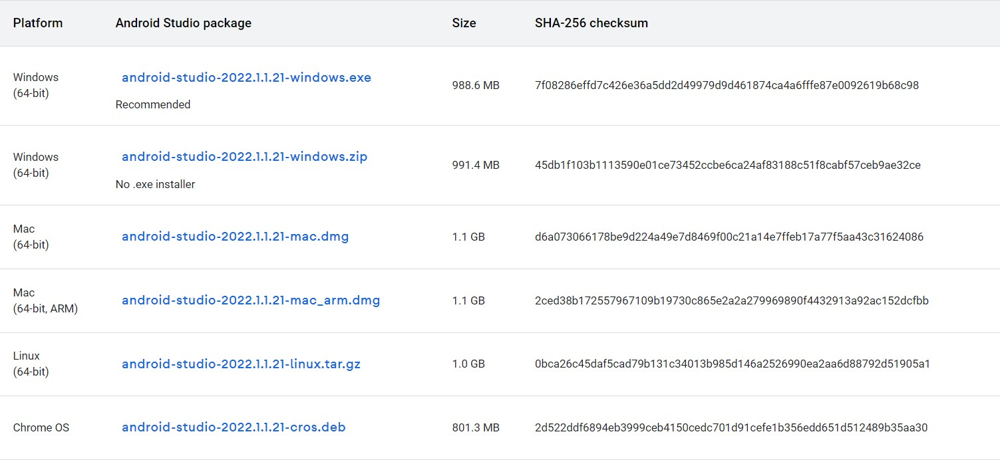 Platform Android Studio package Size SHA-256 checksum
Windows
(64-bit)
android-studio-2022.1.1.21-windows.exe
Recommended
988.6 MB
7f08286effd7c426e36a5dd2d49979d9d461874ca4a6fffe87e0092619b68c98
Windows
(64-bit)
android-studio-2022.1.1.21-windows.zip
No .exe installer
991.4 MB
45db1f103b1113590e01ce73452ccbe6ca24af83188c51f8cabf57ceb9ae32ce
Mac
(64-bit)
android-studio-2022.1.1.21-mac.dmg
1.1 GB
d6a073066178be9d224a49e7d8469f00c21a14e7ffeb17a77f5aa43c31624086
Mac
(64-bit, ARM)
android-studio-2022.1.1.21-mac_arm.dmg
1.1 GB
2ced38b172557967109b19730c865e2a2a279969890f4432913a92ac152dcfbb
Linux
(64-bit)
android-studio-2022.1.1.21-linux.tar.gz
1.0 GB
0bca26c45daf5cad79b131c34013b985d146a2526990ea2aa6d88792d51905a1
Chrome OS
android-studio-2022.1.1.21-cros.deb
801.3 MB
2d522ddf6894eb3999ceb4150cedc701d91cefe1b356edd651d512489b35aa30